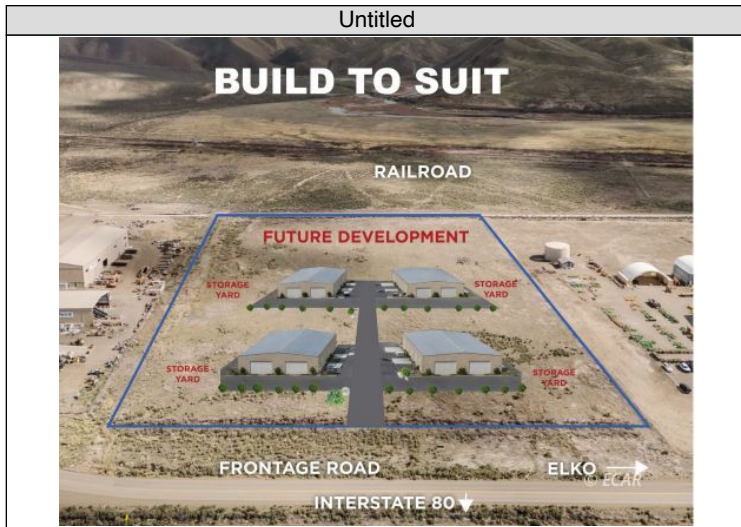 Untitled
BUILD TO SUIT
RAILROAD
FUTURE DEVELOPMENT
STORAGE
YARD
STORAGE
YARD
STORAGE
YARD
STORAGE
YARD
FRONTAGE ROAD
ELKO
© ECAR
INTERSTATE 80